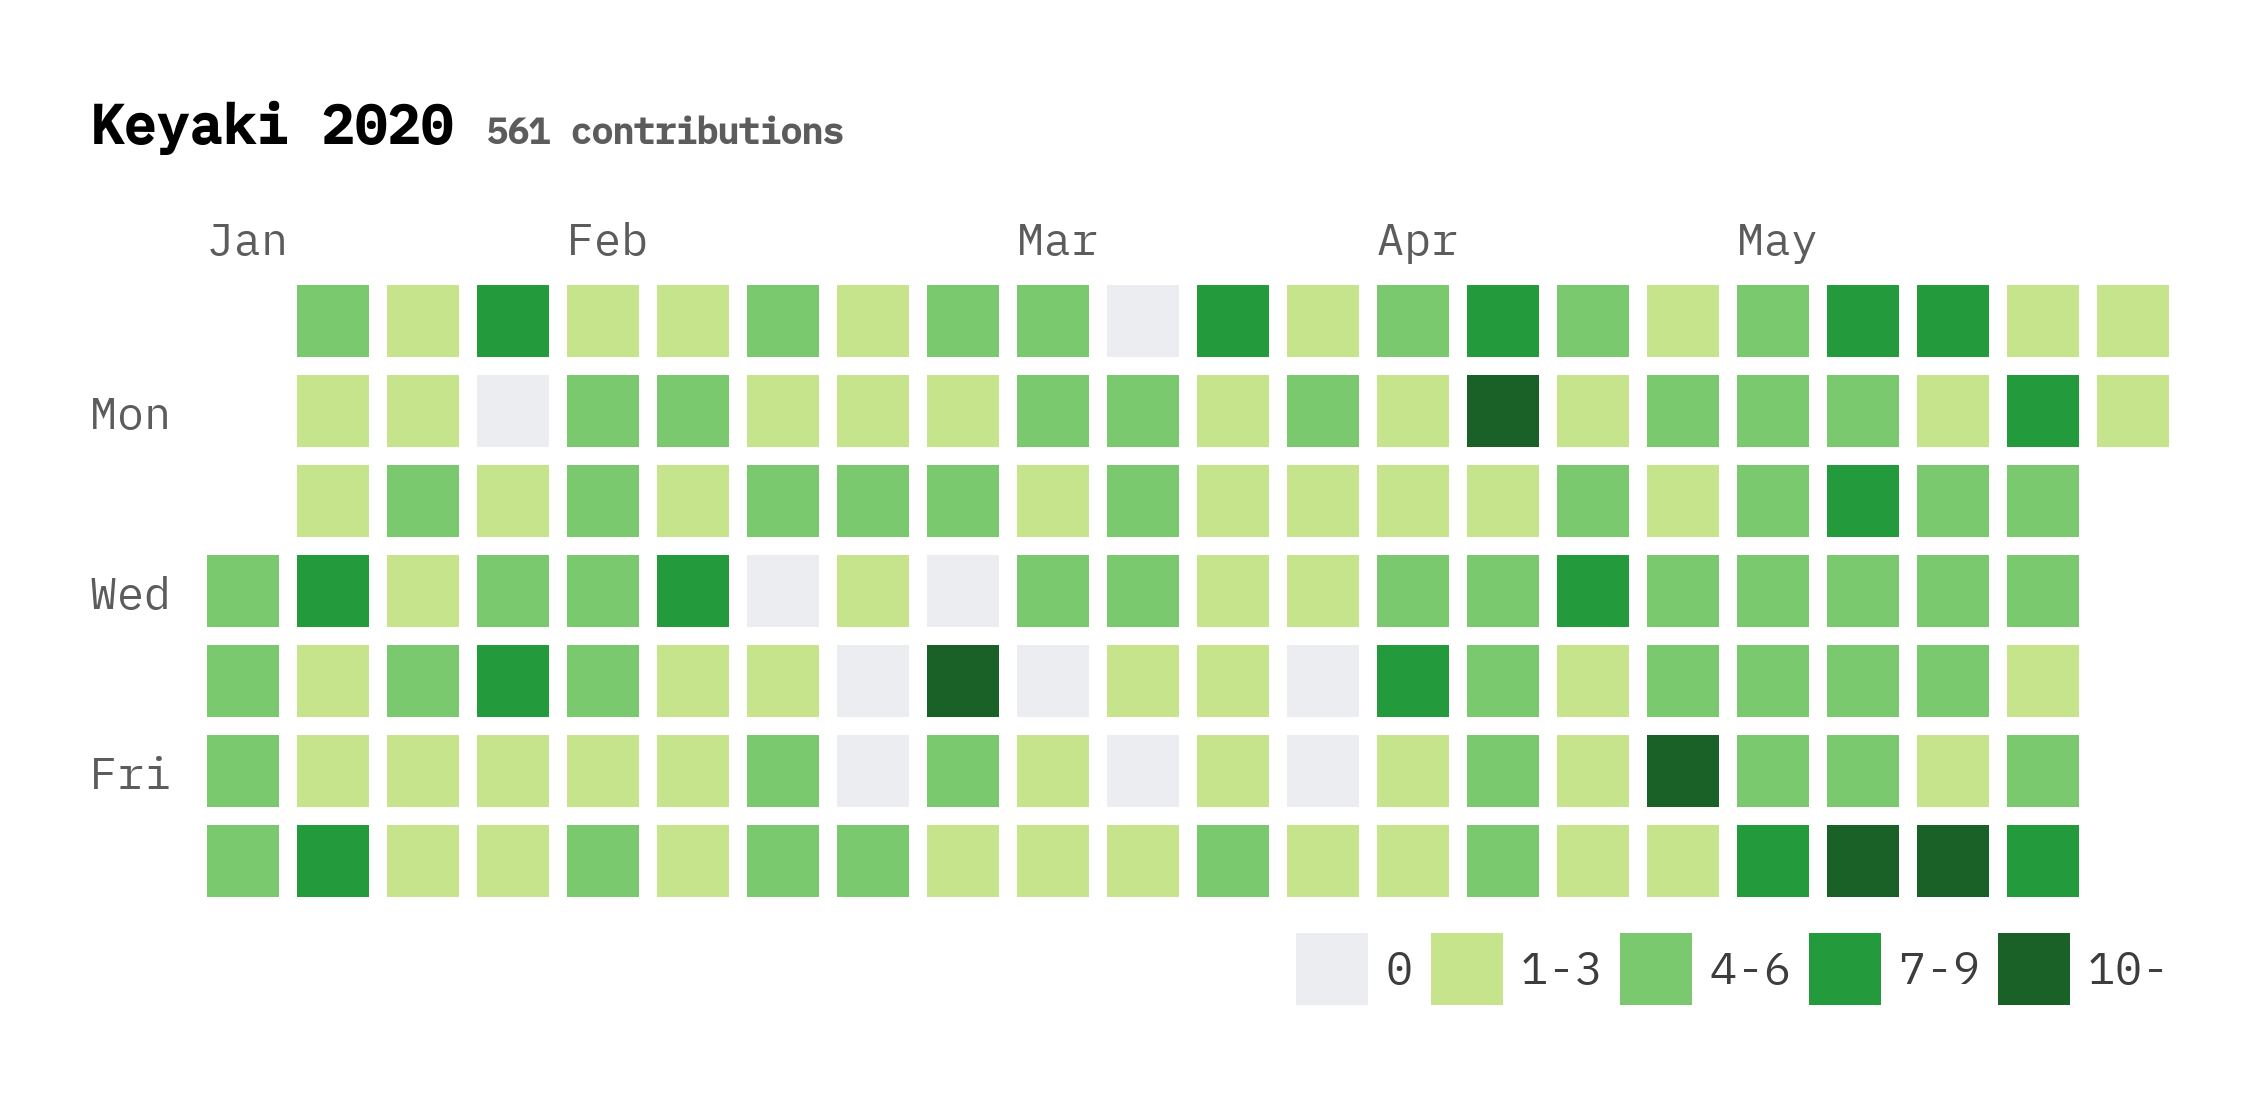 Keyaki 2020 561 contributions
Jan Feb Mar Apr May
Mon
Wed
Fri
0 1-3 4-6 7-9 10-